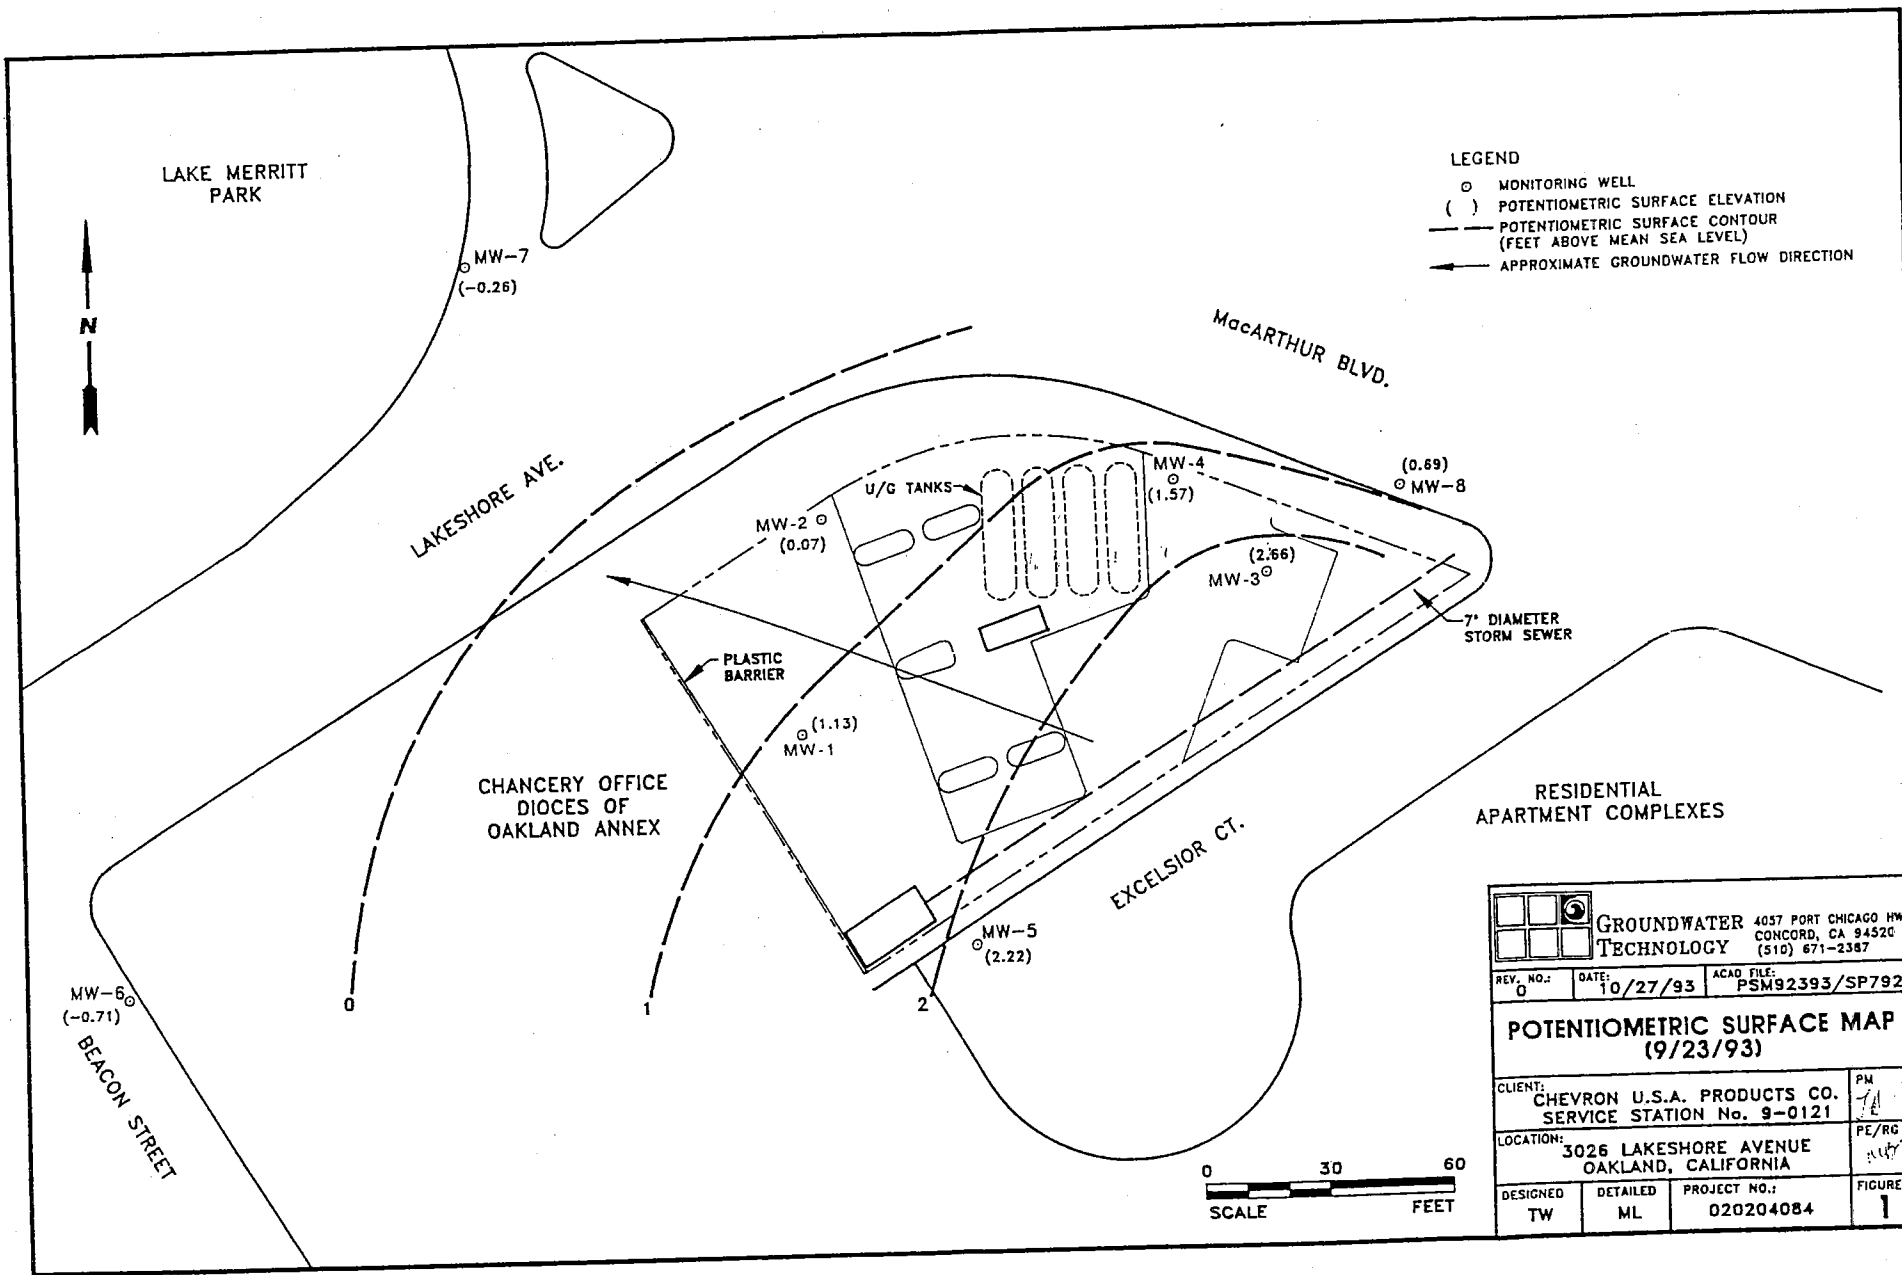 LAKE MERRITT
PARK
N
MW-7
(-0.26)
LEGEND
MONITORING WELL
( ) POTENTIOMETRIC SURFACE ELEVATION
POTENTIOMETRIC SURFACE CONTOUR
(FEET ABOVE MEAN SEA LEVEL)
APPROXIMATE GROUNDWATER FLOW DIRECTION
MacARTHUR BLVD.
LAKESHORE AVE.
U/G TANKS
MW-4
(1.57)
(0.69)
MW-8
MW-2
(0.07)
(2.66)
MW-3
7' DIAMETER
STORM SEWER
PLASTIC
BARRIER
(1.13)
MW-1
CHANCERY OFFICE
DIOCES OF
OAKLAND ANNEX
RESIDENTIAL
APARTMENT COMPLEXES
EXCELSIOR CT.
MW-5
(2.22)
MW-6
(-0.71)
BEACON STREET
0
1
2
0 30 60
SCALE FEET
GROUNDWATER
TECHNOLOGY
4057 PORT CHICAGO HW
CONCORD, CA 94520
(510) 671-2387
REV. NO.:
0
DATE:
10/27/93
ACAD FILE:
PSM92393/SP792
POTENTIOMETRIC SURFACE MAP
(9/23/93)
CLIENT:
CHEVRON U.S.A. PRODUCTS CO.
SERVICE STATION No. 9-0121
PM
LOCATION:
3026 LAKESHORE AVENUE
OAKLAND, CALIFORNIA
PE/RG
DESIGNED
TW
DETAILED
ML
PROJECT NO.:
020204084
FIGURE
1